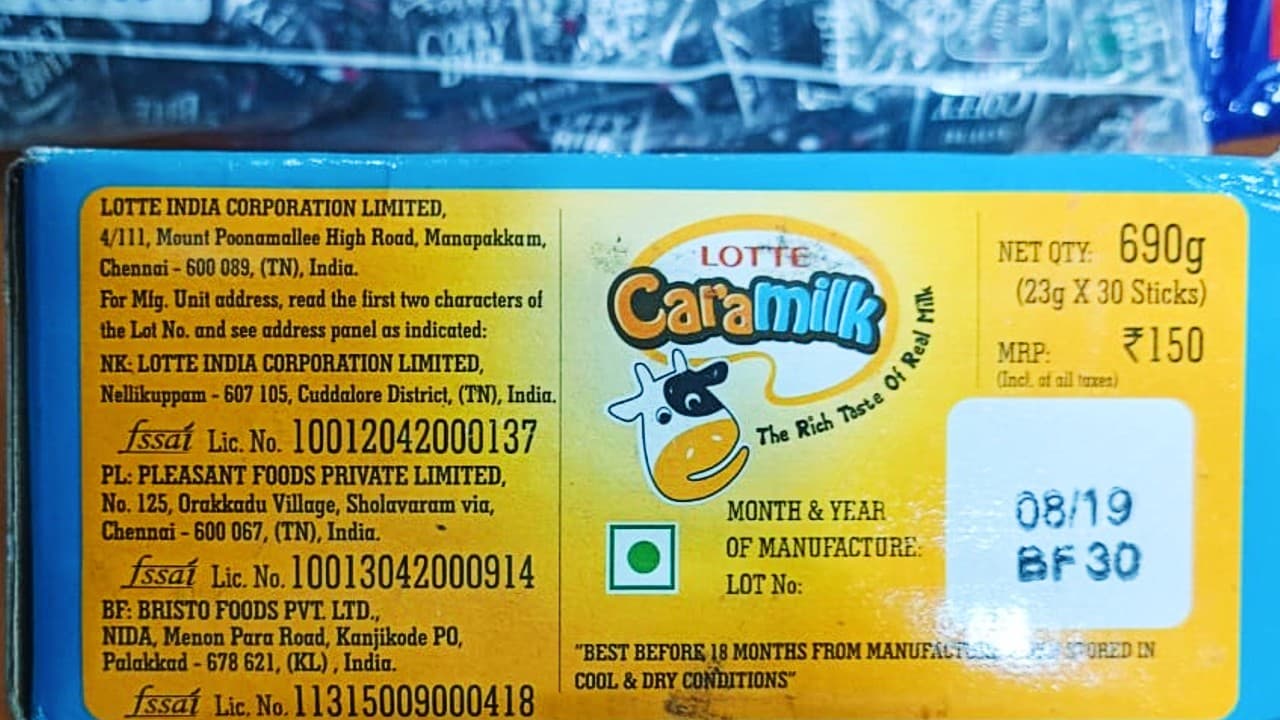 LOTTE INDIA CORPORATION LIMITED,
4/111, Mount Poonamallee High Road, Manapakkam,
Chennai - 600 089, (TN), India.
For Mfg. Unit address, read the first two characters of
the Lot No. and see address panel as indicated:
NK: LOTTE INDIA CORPORATION LIMITED,
Nellikuppam - 607 105, Cuddalore District, (TN), India.
fssai Lic. No. 10012042000137
PL: PLEASANT FOODS PRIVATE LIMITED,
No. 125, Orakkadu Village, Sholavaram via,
Chennai - 600 067, (TN), India.
fssai Lic. No. 10013042000914
BF: BRISTO FOODS PVT. LTD.,
NIDA, Menon Para Road, Kanjikode PO,
Palakkad - 678 621, (KL) , India.
fssai Lic. No. 11315009000418
LOTTE
Caramilk
The Rich Taste Of Real Milk
MONTH & YEAR
OF MANUFACTURE:
LOT No:
NET QTY: 690g
(23g X 30 Sticks)
MRP: ₹150
(Incl. of all taxes)
08/19
BF 30
"BEST BEFORE 18 MONTHS FROM MANUFACTURE STORED IN
COOL & DRY CONDITIONS"